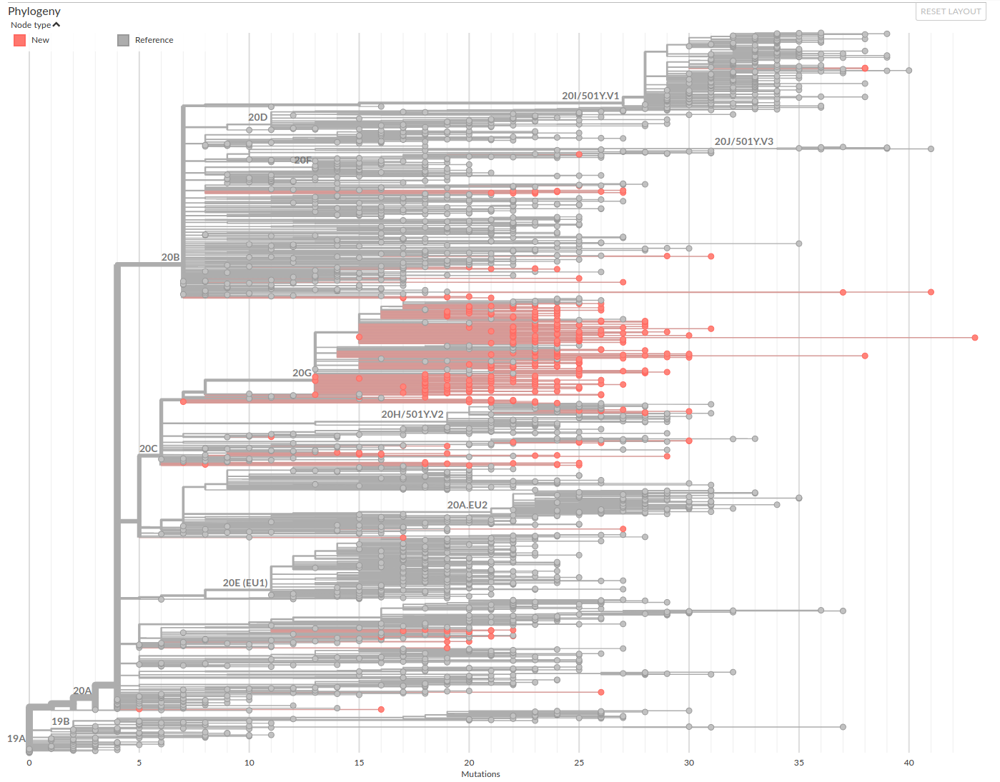 Phylogeny
RESET LAYOUT
Node type
New
Reference
20I/501Y.V1
20D
20J/501Y.V3
20F
20B
20G
20H/501Y.V2
20C
20A.EU2
20E (EU1)
20A
19B
19A
0 5 10 15 20 25 30 35 40
Mutations